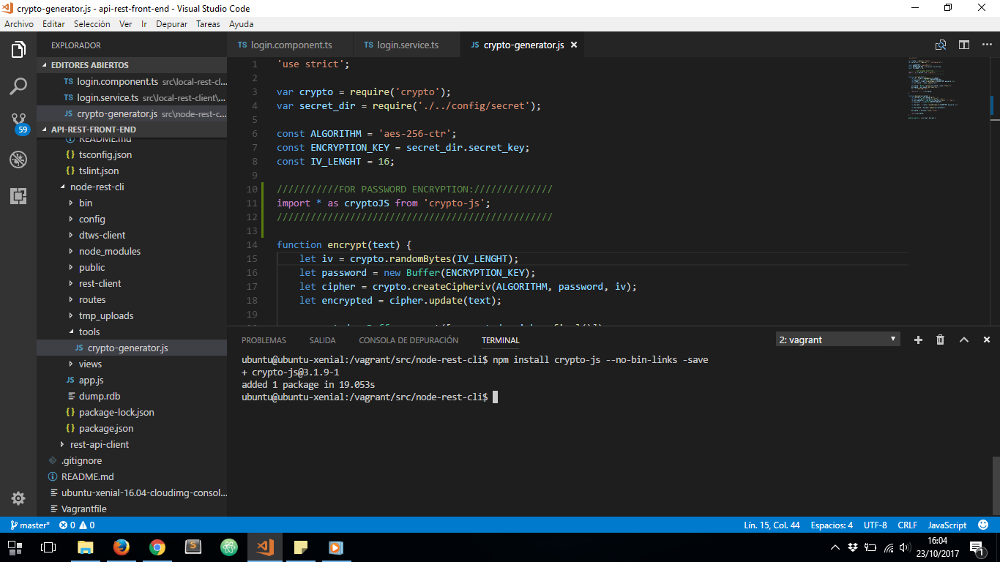 crypto-generator.js - api-rest-front-end - Visual Studio Code
Archivo Editar Selección Ver Ir Depurar Tareas Ayuda
EXPLORADOR
EDITORES ABIERTOS
TS login.component.ts src\local-rest-cl...
TS login.service.ts src\local-rest-client\...
JS crypto-generator.js src\node-rest-c...
59
API-REST-FRONT-END
README.md
{} tsconfig.json
{} tslint.json
node-rest-cli
bin
config
dtws-client
node_modules
public
rest-client
routes
tmp_uploads
tools
JS crypto-generator.js
views
JS app.js
dump.rdb
{} package-lock.json
{} package.json
rest-api-client
.gitignore
README.md
ubuntu-xenial-16.04-cloudimg-consol...
Vagrantfile
TS login.component.ts TS login.service.ts JS crypto-generator.js
1 'use strict';
2
3 var crypto = require('crypto');
4 var secret_dir = require('./../config/secret');
5
6 const ALGORITHM = 'aes-256-ctr';
7 const ENCRYPTION_KEY = secret_dir.secret_key;
8 const IV_LENGHT = 16;
9
10 ///////////FOR PASSWORD ENCRYPTION://////////////
11 import * as cryptoJS from 'crypto-js';
12 /////////////////////////////////////////////////
13
14 function encrypt(text) {
15 let iv = crypto.randomBytes(IV_LENGHT);
16 let password = new Buffer(ENCRYPTION_KEY);
17 let cipher = crypto.createCipheriv(ALGORITHM, password, iv);
18 let encrypted = cipher.update(text);
PROBLEMAS SALIDA CONSOLA DE DEPURACIÓN TERMINAL 2: vagrant
ubuntu@ubuntu-xenial:/vagrant/src/node-rest-cli$ npm install crypto-js --no-bin-links -save
+ crypto-js@3.1.9-1
added 1 package in 19.053s
ubuntu@ubuntu-xenial:/vagrant/src/node-rest-cli$
master* 0 0 Lín. 15, Col. 44 Espacios: 4 UTF-8 CRLF JavaScript
16:04
23/10/2017
1